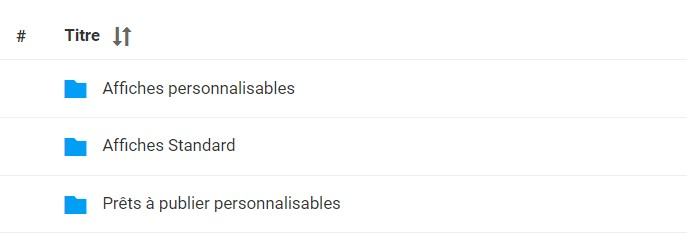 # Titre
Affiches personnalisables
Affiches Standard
Prêts à publier personnalisables